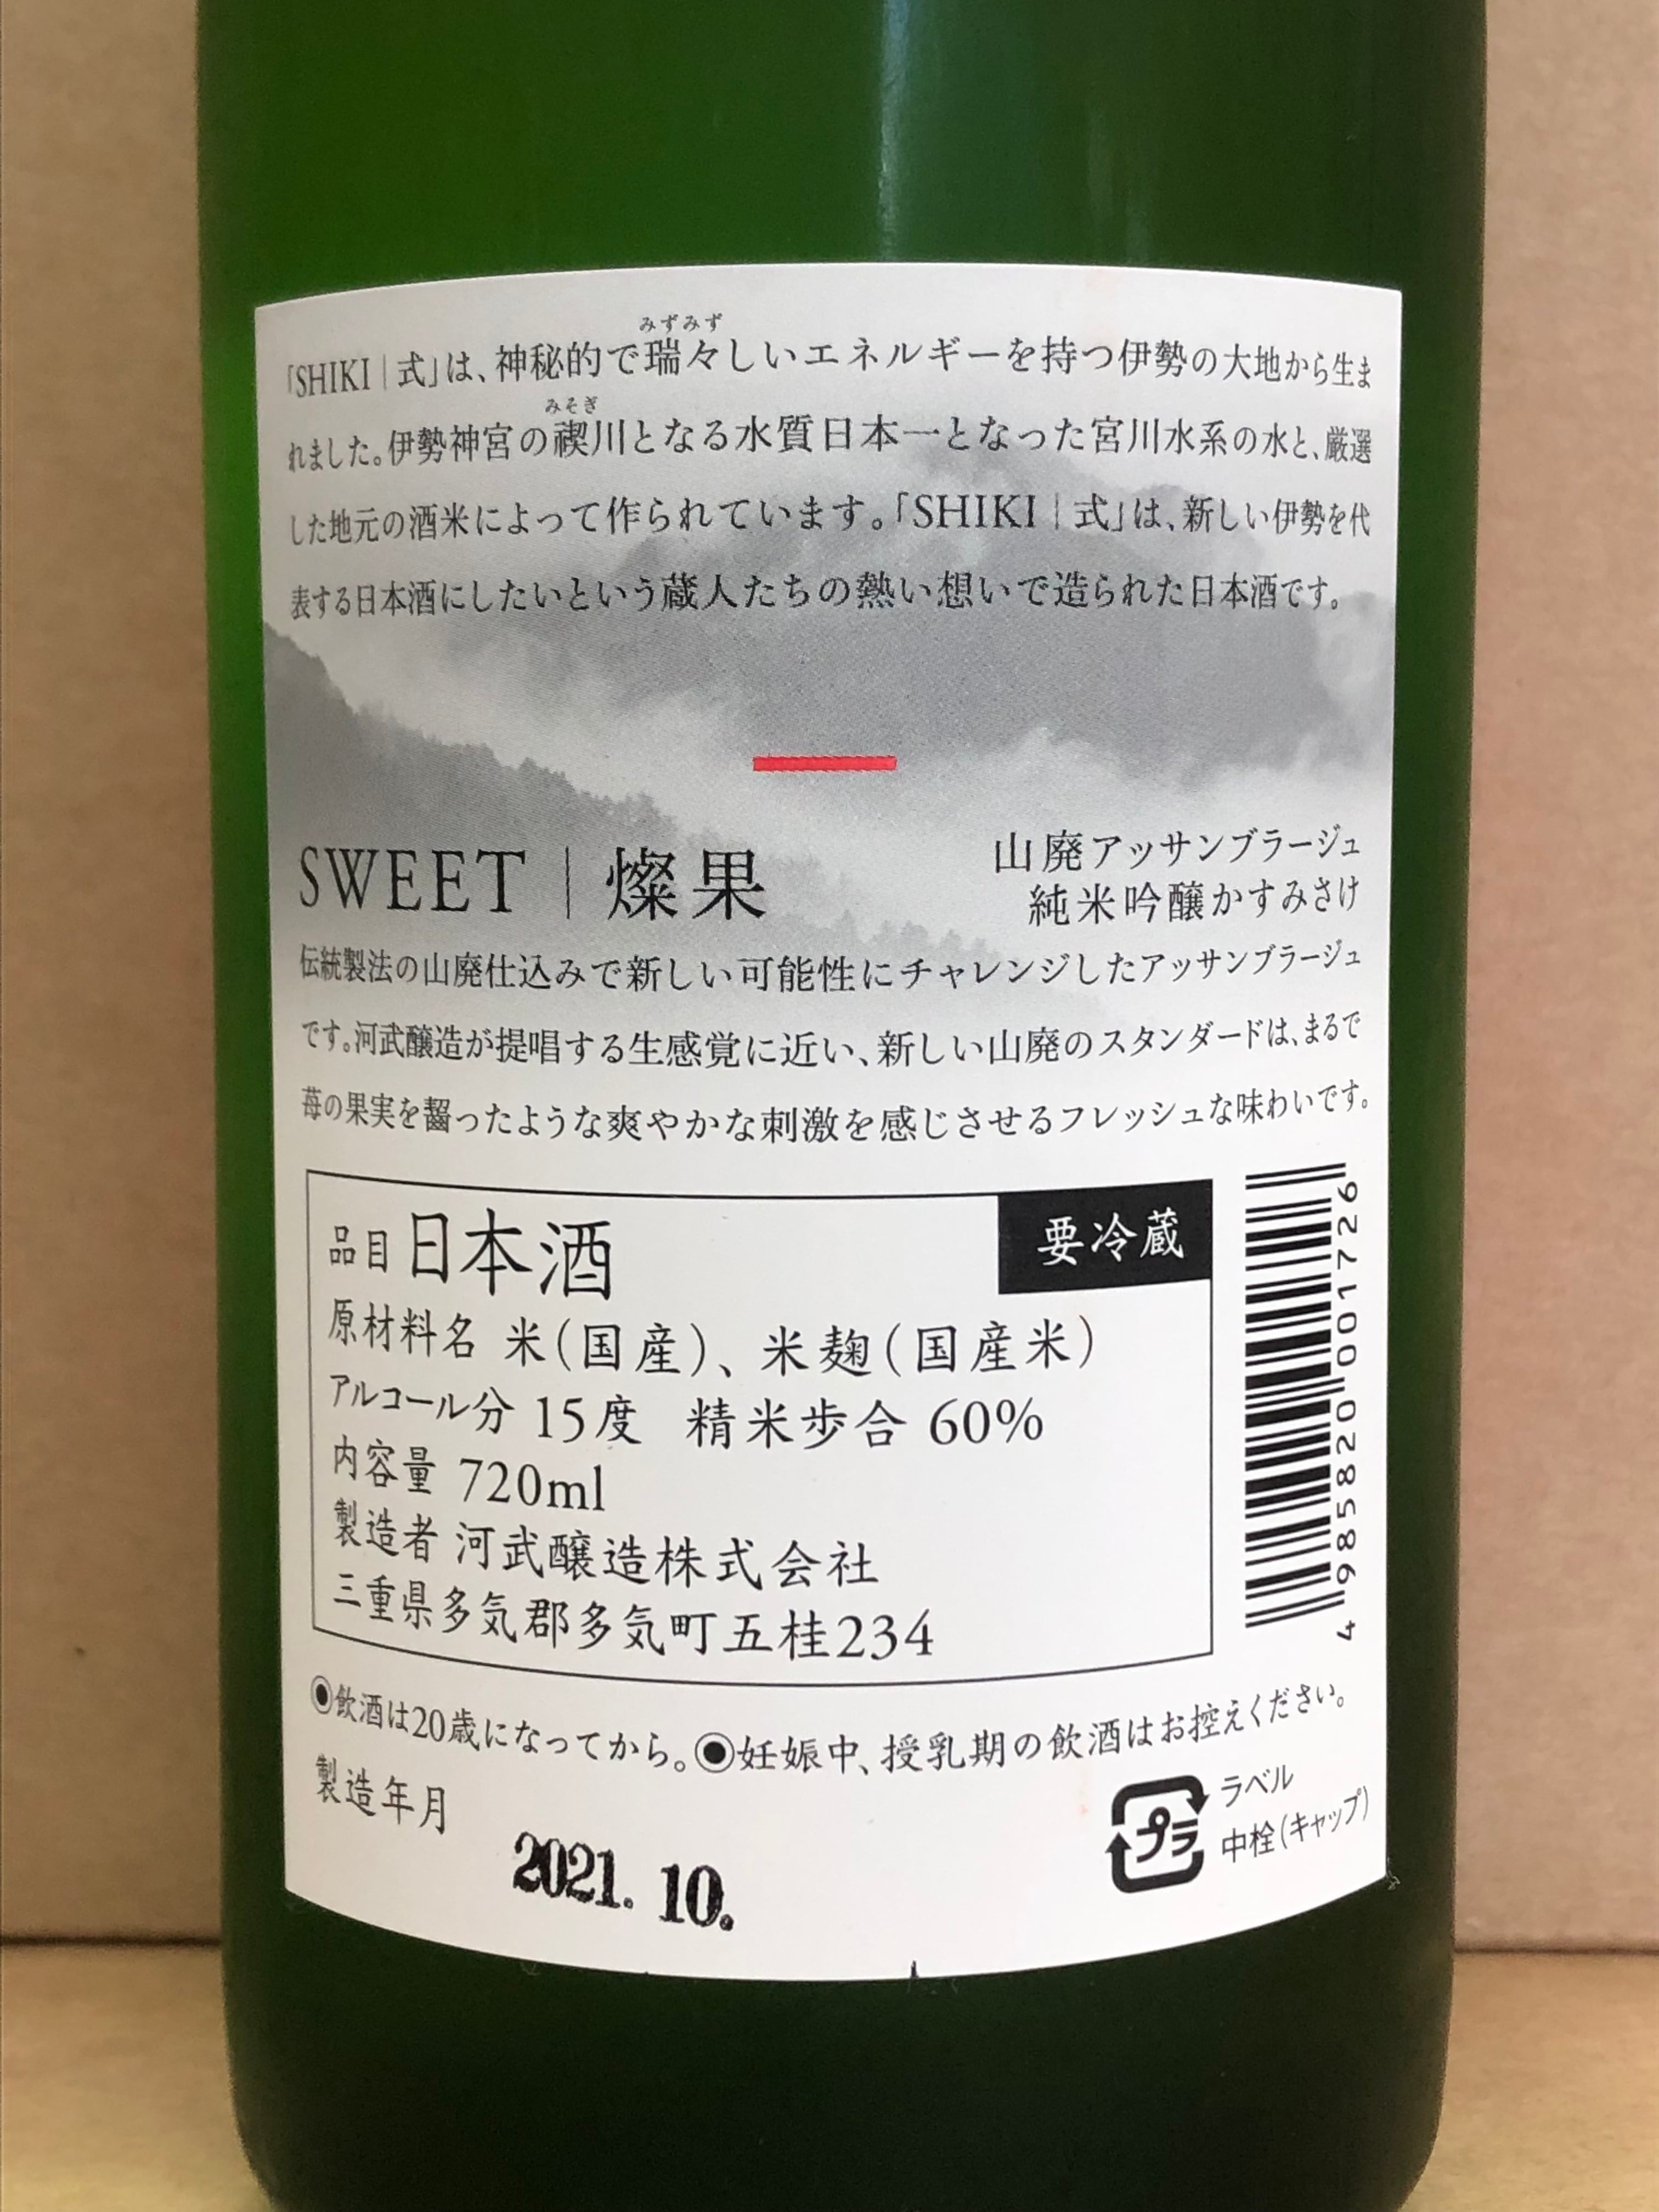 みずみず
「SHIKI｜式」は、神秘的で瑞々しいエネルギーを持つ伊勢の大地から生ま
みそぎ
れました。伊勢神宮の禊川となる水質日本一となった宮川水系の水と、厳選
した地元の酒米によって作られています。「SHIKI｜式」は、新しい伊勢を代
表する日本酒にしたいという蔵人たちの熱い想いで造られた日本酒です。
SWEET｜燦果
山廃アッサンブラージュ
純米吟醸かすみさけ
伝統製法の山廃仕込みで新しい可能性にチャレンジしたアッサンブラージュ
です。河武醸造が提唱する生感覚に近い、新しい山廃のスタンダードは、まるで
苺の果実を齧ったような爽やかな刺激を感じさせるフレッシュな味わいです。
品目 日本酒
要冷蔵
原材料名 米(国産)、米麹(国産米)
アルコール分 15度 精米歩合 60%
内容量 720ml
製造者 河武醸造株式会社
三重県多気郡多気町五桂234
4 985820 001726
◉飲酒は20歳になってから。◉妊娠中、授乳期の飲酒はお控えください。
製造年月
2021. 10.
プラ
ラベル
中栓(キャップ)